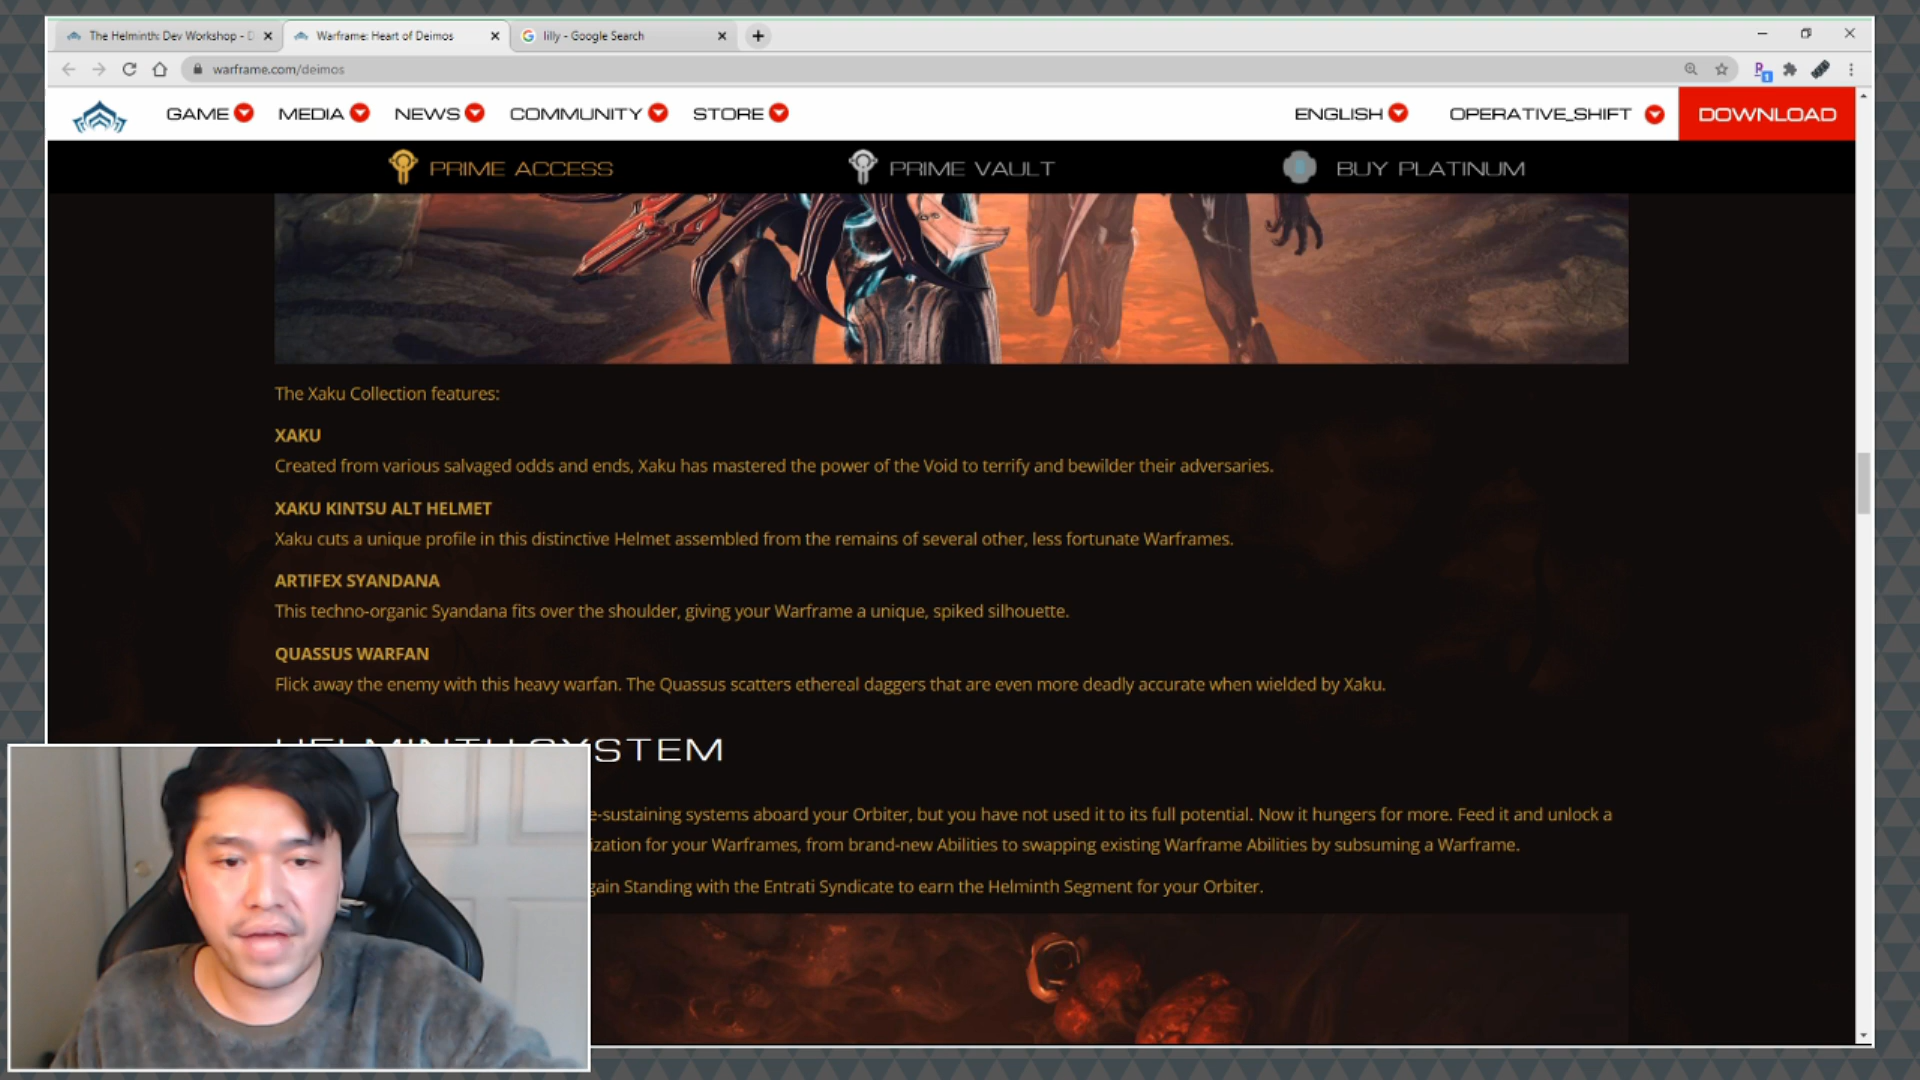 The Helminth: Dev Workshop - D
Warframe: Heart of Deimos
lilly - Google Search
warframe.com/deimos
GAME MEDIA NEWS COMMUNITY STORE ENGLISH OPERATIVE_SHIFT DOWNLOAD
PRIME ACCESS PRIME VAULT BUY PLATINUM
The Xaku Collection features:
XAKU
Created from various salvaged odds and ends, Xaku has mastered the power of the Void to terrify and bewilder their adversaries.
XAKU KINTSU ALT HELMET
Xaku cuts a unique profile in this distinctive Helmet assembled from the remains of several other, less fortunate Warframes.
ARTIFEX SYANDANA
This techno-organic Syandana fits over the shoulder, giving your Warframe a unique, spiked silhouette.
QUASSUS WARFAN
Flick away the enemy with this heavy warfan. The Quassus scatters ethereal daggers that are even more deadly accurate when wielded by Xaku.
HELMINTH SYSTEM
e-sustaining systems aboard your Orbiter, but you have not used it to its full potential. Now it hungers for more. Feed it and unlock a
ization for your Warframes, from brand-new Abilities to swapping existing Warframe Abilities by subsuming a Warframe.
gain Standing with the Entrati Syndicate to earn the Helminth Segment for your Orbiter.